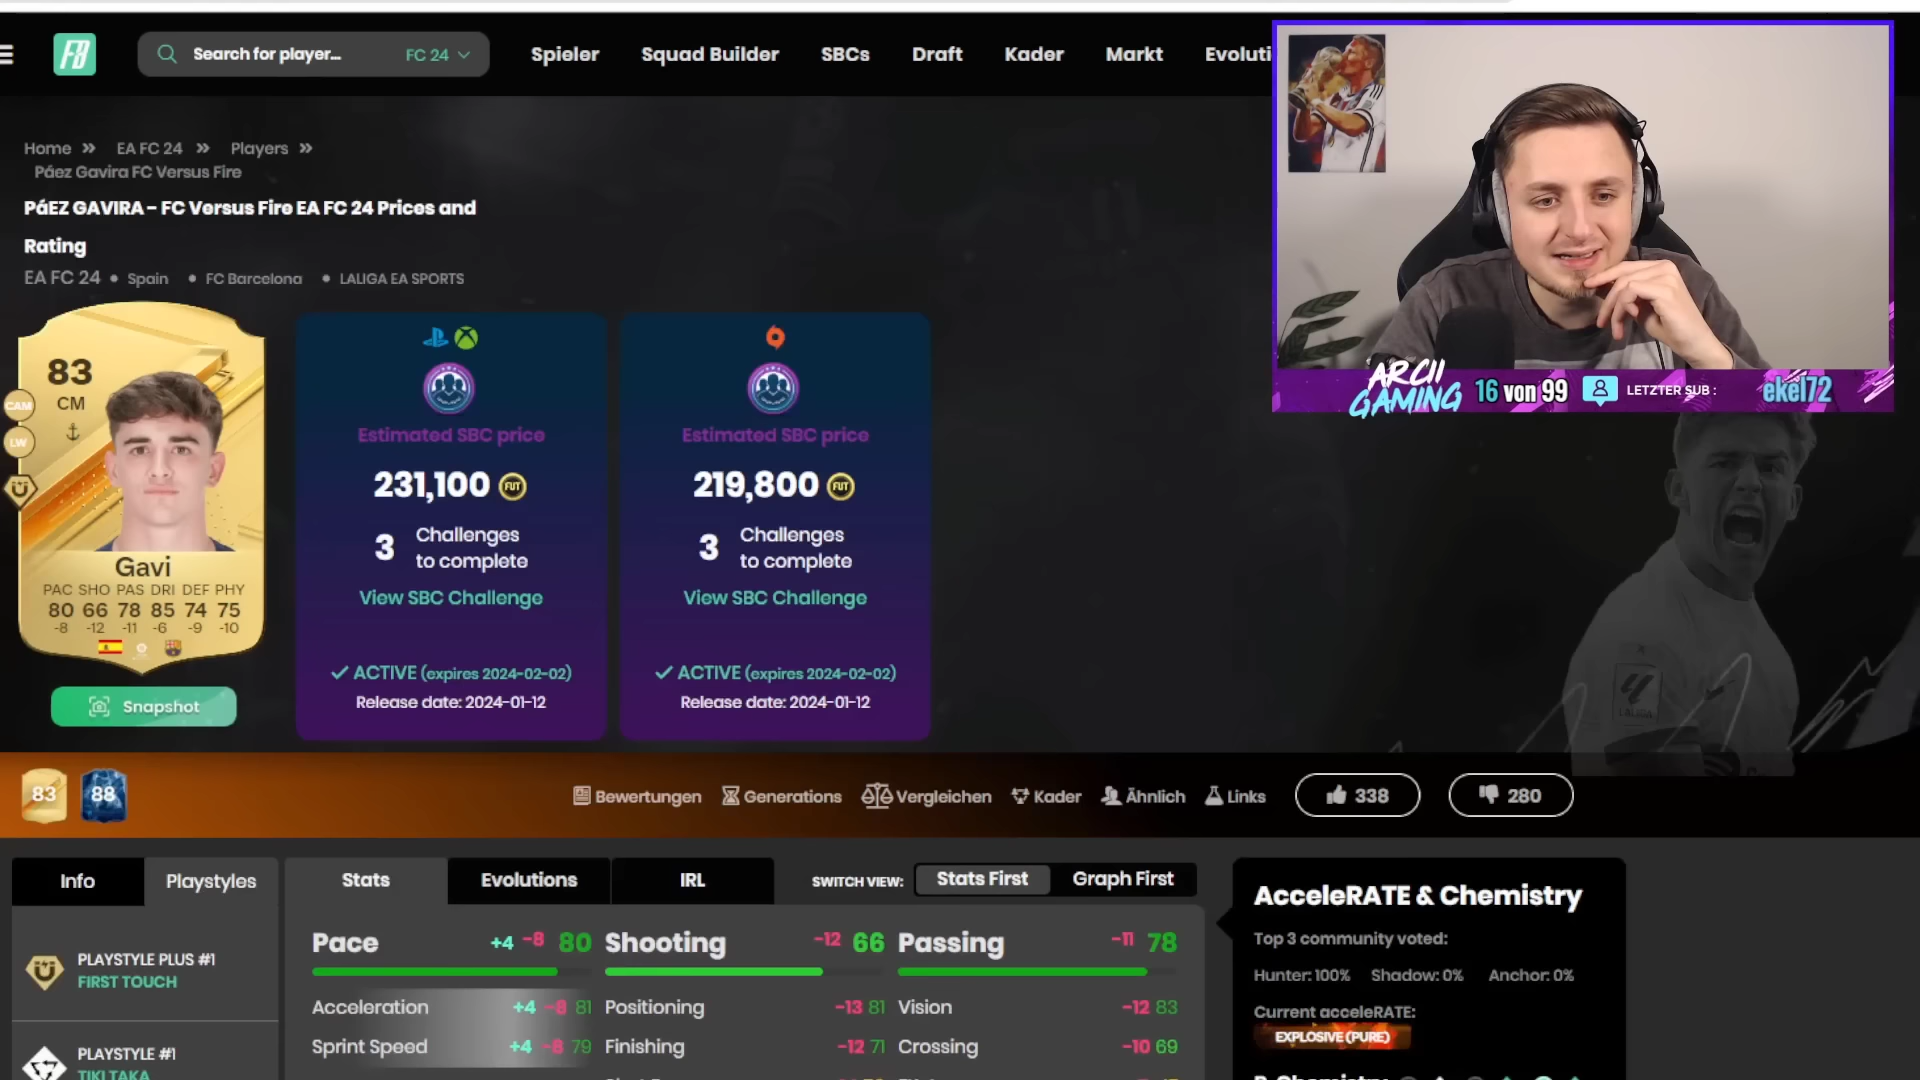 Search for player...
FC 24
Spieler
Squad Builder
SBCs
Draft
Kader
Markt
Home » EA FC 24 » Players »
Páez Gavira FC Versus Fire
PáEZ GAVIRA - FC Versus Fire EA FC 24 Prices and
Rating
EA FC 24 • Spain • FC Barcelona • LALIGA EA SPORTS
83
CM
CAM
LW
Gavi
PAC SHO PAS DRI DEF PHY
80 66 78 85 74 75
-8 -12 -11 -6 -9 -10
Snapshot
Estimated SBC price
231,100 FUT
3 Challenges
to complete
View SBC Challenge
ACTIVE (expires 2024-02-02)
Release date: 2024-01-12
Estimated SBC price
219,800 FUT
3 Challenges
to complete
View SBC Challenge
ACTIVE (expires 2024-02-02)
Release date: 2024-01-12
ARCII
GAMING
16 von 99
LETZTER SUB :
ekel72
LALIGA
83 88
Bewertungen
Generations
Vergleichen
Kader
Ähnlich
Links
338
280
Info
Playstyles
PLAYSTYLE PLUS #1
FIRST TOUCH
PLAYSTYLE #1
TIKI TAKA
Stats
Evolutions
IRL
SWITCH VIEW:
Stats First
Graph First
Pace +4 -8 80
Acceleration +4 -8 81
Sprint Speed +4 -8 79
Shooting -12 66
Positioning -13 81
Finishing -12 71
Passing -11 78
Vision -12 83
Crossing -10 69
AcceleRATE & Chemistry
Top 3 community voted:
Hunter: 100% Shadow: 0% Anchor: 0%
Current acceleRATE:
EXPLOSIVE (PURE)